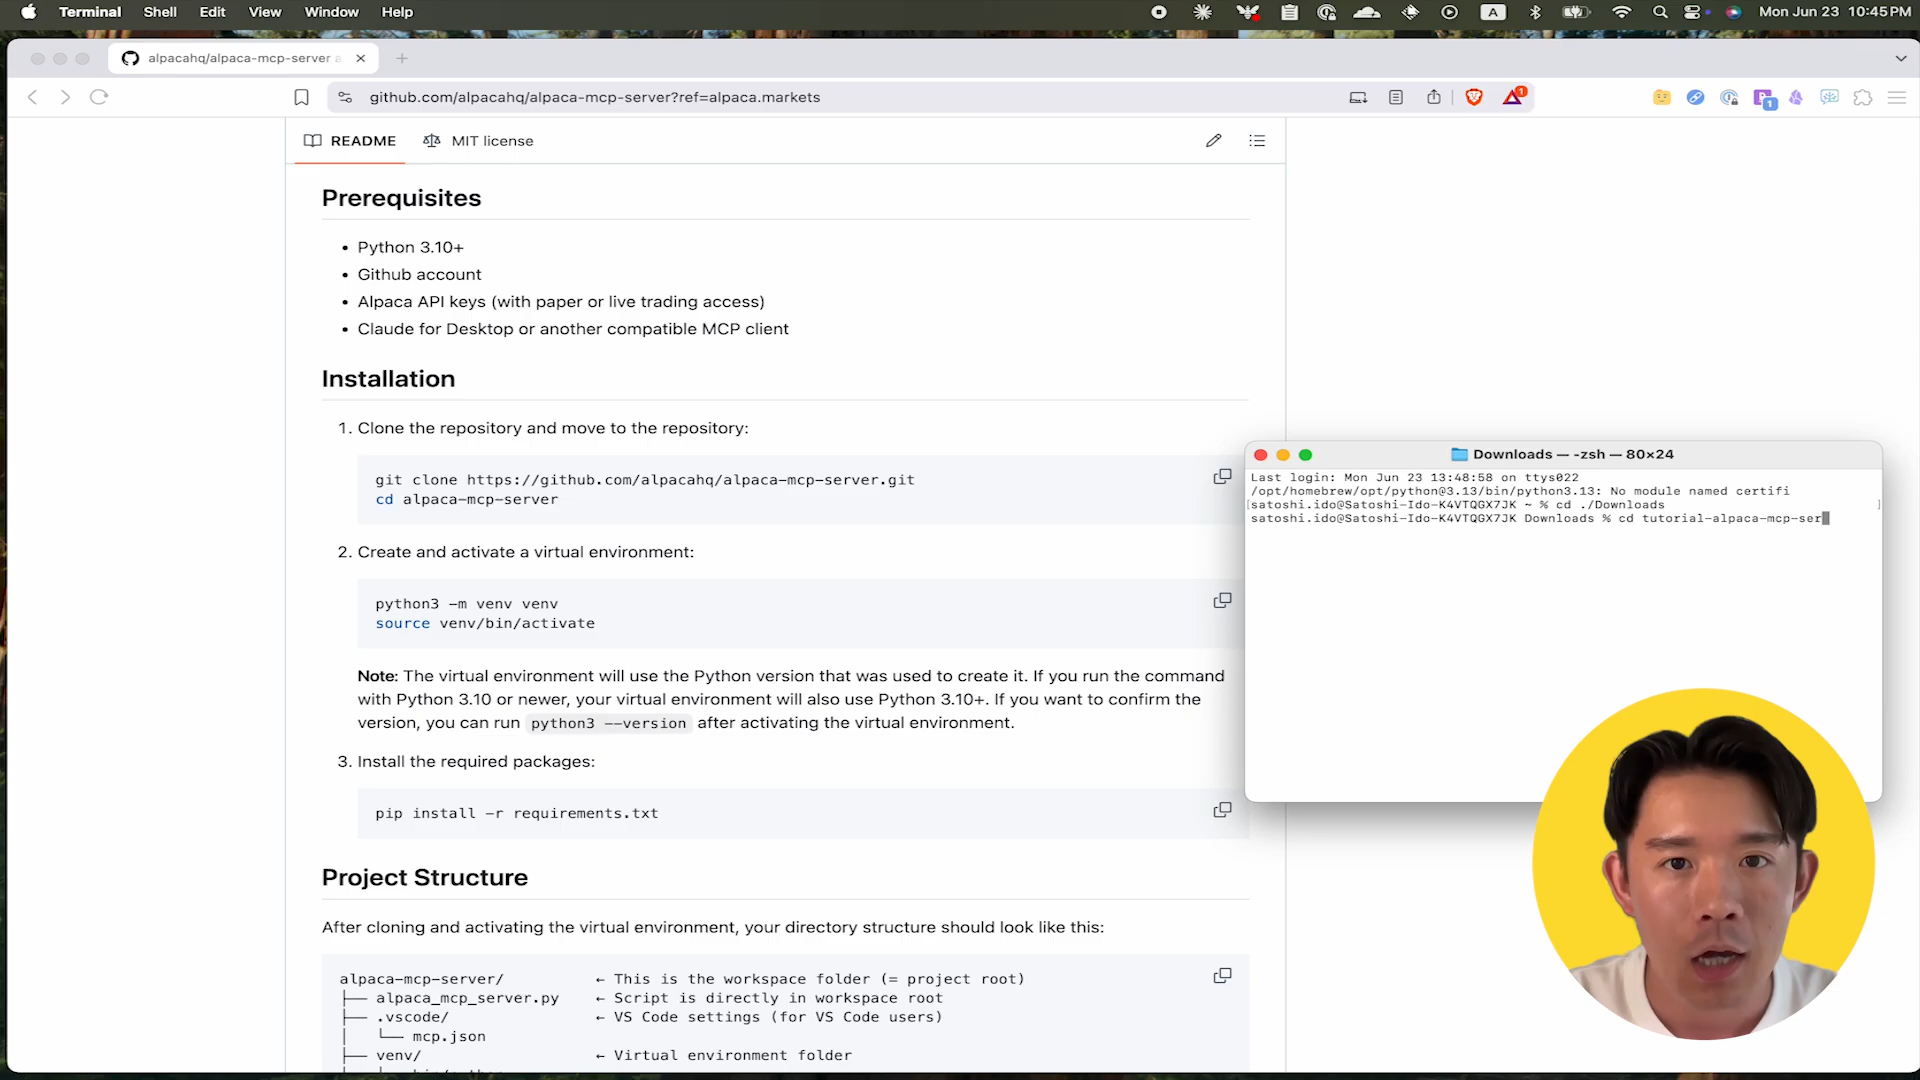 Terminal Shell Edit View Window Help
A
Mon Jun 23 10:45 PM
alpacahq/alpaca-mcp-server a
github.com/alpacahq/alpaca-mcp-server?ref=alpaca.markets
1
1
README MIT license
Prerequisites
• Python 3.10+
• Github account
• Alpaca API keys (with paper or live trading access)
• Claude for Desktop or another compatible MCP client
Installation
1. Clone the repository and move to the repository:
git clone https://github.com/alpacahq/alpaca-mcp-server.git
cd alpaca-mcp-server
2. Create and activate a virtual environment:
python3 -m venv venv
source venv/bin/activate
Note: The virtual environment will use the Python version that was used to create it. If you run the command
with Python 3.10 or newer, your virtual environment will also use Python 3.10+. If you want to confirm the
version, you can run python3 --version after activating the virtual environment.
3. Install the required packages:
pip install -r requirements.txt
Project Structure
After cloning and activating the virtual environment, your directory structure should look like this:
alpaca-mcp-server/ ← This is the workspace folder (= project root)
├── alpaca_mcp_server.py ← Script is directly in workspace root
├── .vscode/ ← VS Code settings (for VS Code users)
│ └── mcp.json
├── venv/ ← Virtual environment folder
Downloads — -zsh — 80×24
Last login: Mon Jun 23 13:48:58 on ttys022
/opt/homebrew/opt/python@3.13/bin/python3.13: No module named certifi
[satoshi.ido@Satoshi-Ido-K4VTQGX7JK ~ % cd ./Downloads ]
satoshi.ido@Satoshi-Ido-K4VTQGX7JK Downloads % cd tutorial-alpaca-mcp-ser